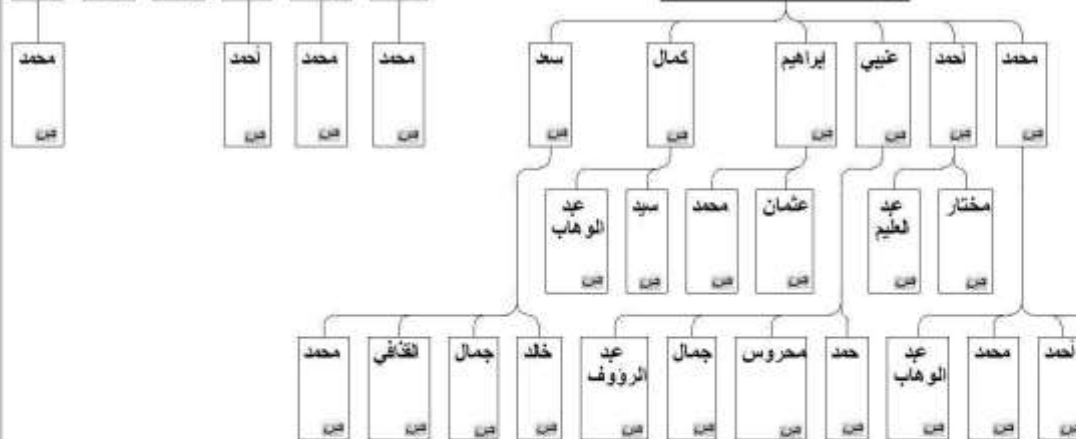 محمد
أحمد
عنيبي
ابراهيم
كمال
سعد
محمد
محمد
أحمد
محمد
ص
ص
ص
ص
ص
ص
ص
ص
ص
ص
مختار
عبد
العليم
عثمان
محمد
سيد
عبد
الوهاب
ص
ص
ص
ص
ص
ص
أحمد
محمد
عبد
الوهاب
حمد
محروس
جمال
عبد
الرؤوف
خالد
جمال
القذافي
محمد
ص
ص
ص
ص
ص
ص
ص
ص
ص
ص
ص